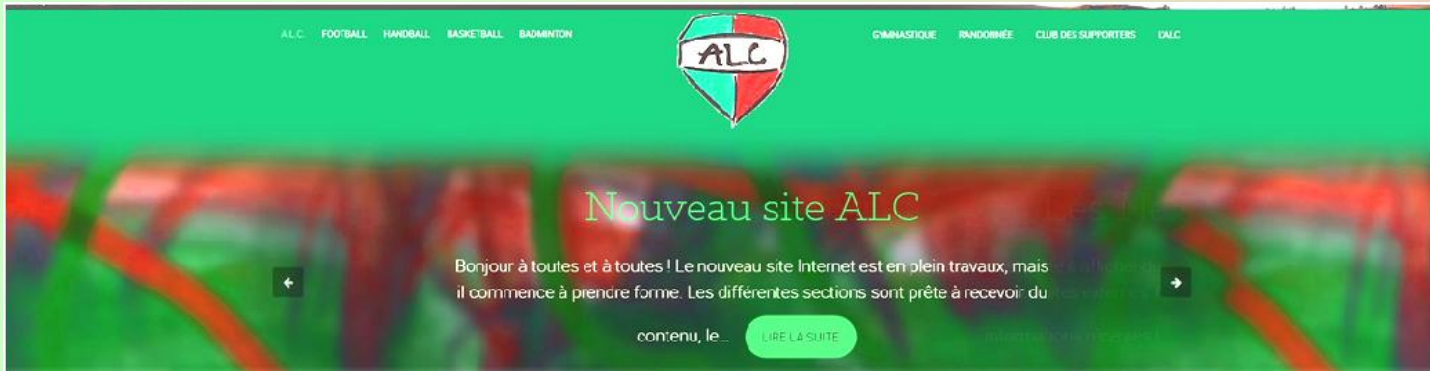 A.L.C. FOOTBALL HANDBALL BASKETBALL BADMINTON
ALC
GYMNASTIQUE RANDONNÉE CLUB DES SUPPORTERS L'ALC
Nouveau site ALC
Bonjour à toutes et à toutes ! Le nouveau site Internet est en plein travaux, mais
il commence à prendre forme. Les différentes sections sont prête à recevoir du
contenu, le...
LIRE LA SUITE